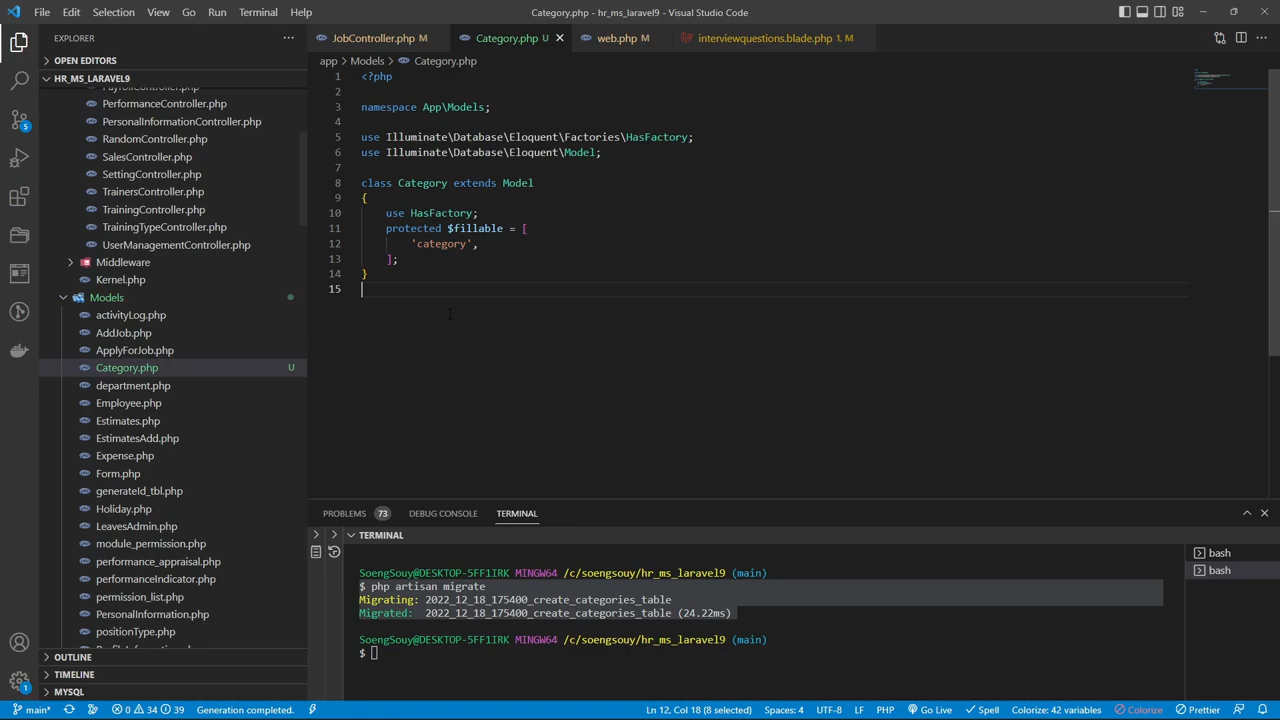 File Edit Selection View Go Run Terminal Help
Category.php - hr_ms_laravel9 - Visual Studio Code
EXPLORER
JobController.php M
Category.php U
web.php M
interviewquestions.blade.php 1, M
OPEN EDITORS
app > Models > Category.php
HR_MS_LARAVEL9
PayrollController.php
PerformanceController.php
PersonalInformationController.php
RandomController.php
SalesController.php
SettingController.php
TrainersController.php
TrainingController.php
TrainingTypeController.php
UserManagementController.php
Middleware
Kernel.php
Models
activityLog.php
AddJob.php
ApplyForJob.php
Category.php U
department.php
Employee.php
Estimates.php
EstimatesAdd.php
Expense.php
Form.php
generateId_tbl.php
Holiday.php
LeavesAdmin.php
module_permission.php
performance_appraisal.php
performanceIndicator.php
permission_list.php
PersonalInformation.php
positionType.php
OUTLINE
TIMELINE
MYSQL
5
1
1 <?php
2
3 namespace App\Models;
4
5 use Illuminate\Database\Eloquent\Factories\HasFactory;
6 use Illuminate\Database\Eloquent\Model;
7
8 class Category extends Model
9 {
10 use HasFactory;
11 protected $fillable = [
12 'category',
13 ];
14 }
15
PROBLEMS 73 DEBUG CONSOLE TERMINAL
TERMINAL
bash
bash
SoengSouy@DESKTOP-5FF1IRK MINGW64 /c/soengsouy/hr_ms_laravel9 (main)
$ php artisan migrate
Migrating: 2022_12_18_175400_create_categories_table
Migrated: 2022_12_18_175400_create_categories_table (24.22ms)
SoengSouy@DESKTOP-5FF1IRK MINGW64 /c/soengsouy/hr_ms_laravel9 (main)
$
main* 0 34 39 Generation completed. Ln 12, Col 18 (8 selected) Spaces: 4 UTF-8 LF PHP Go Live Spell Colorize: 42 variables Colorize Prettier